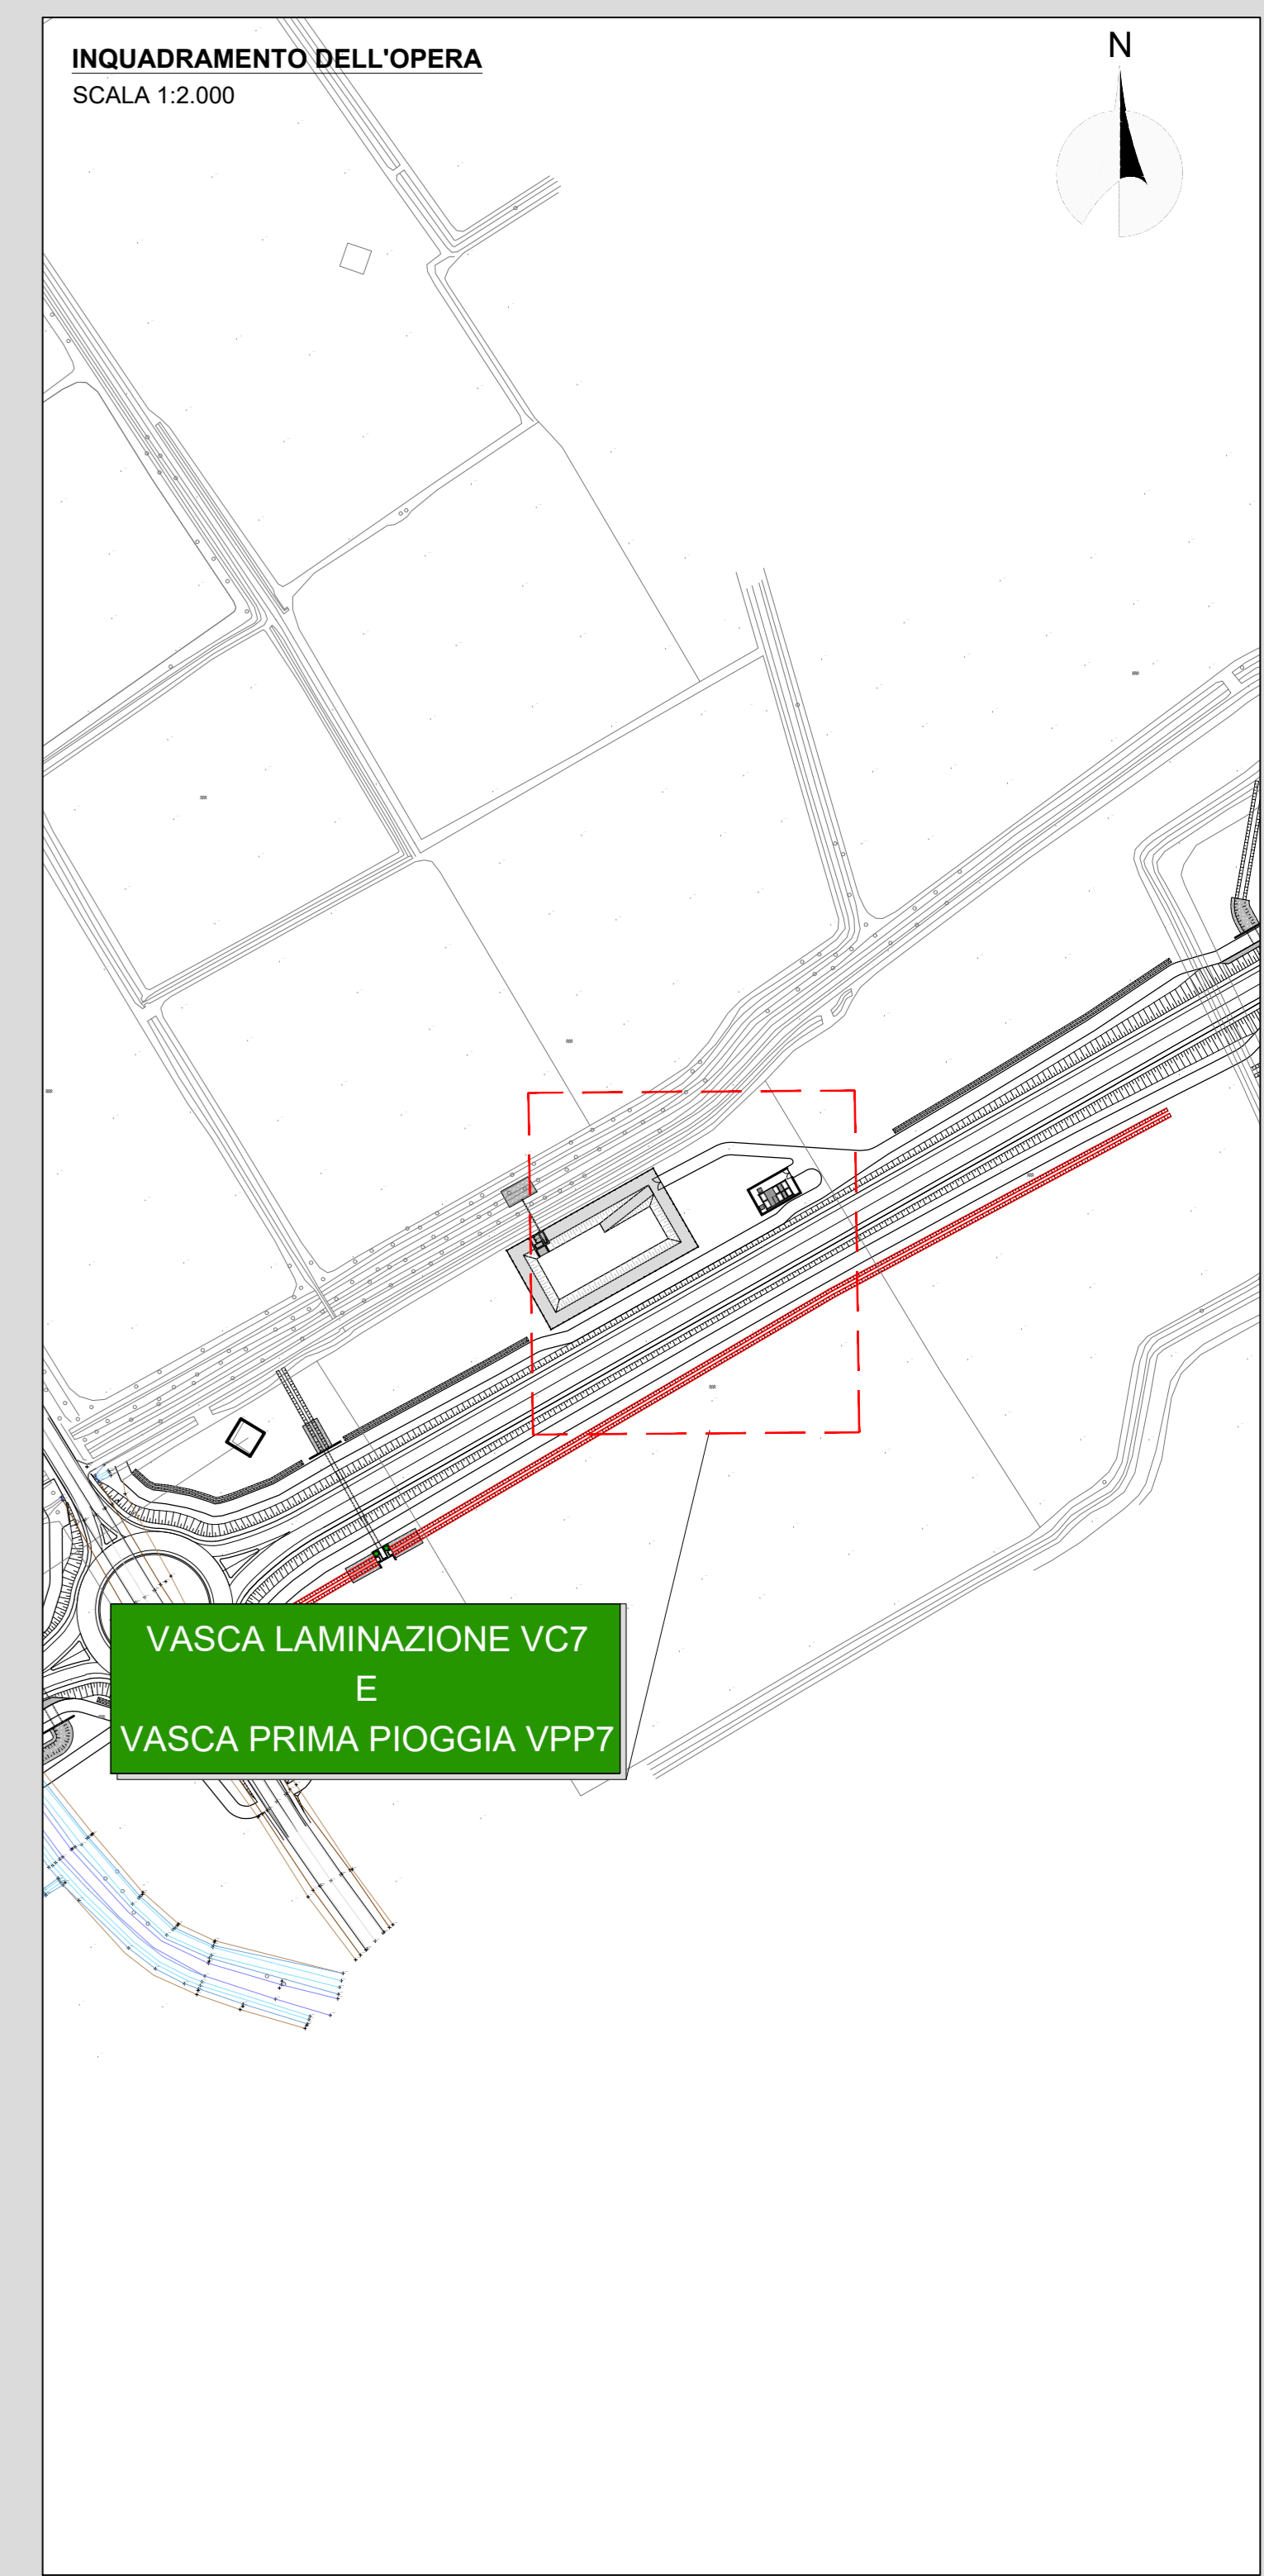 INQUADRAMENTO DELL'OPERA
SCALA 1:2.000
N
VASCA LAMINAZIONE VC7
E
VASCA PRIMA PIOGGIA VPP7